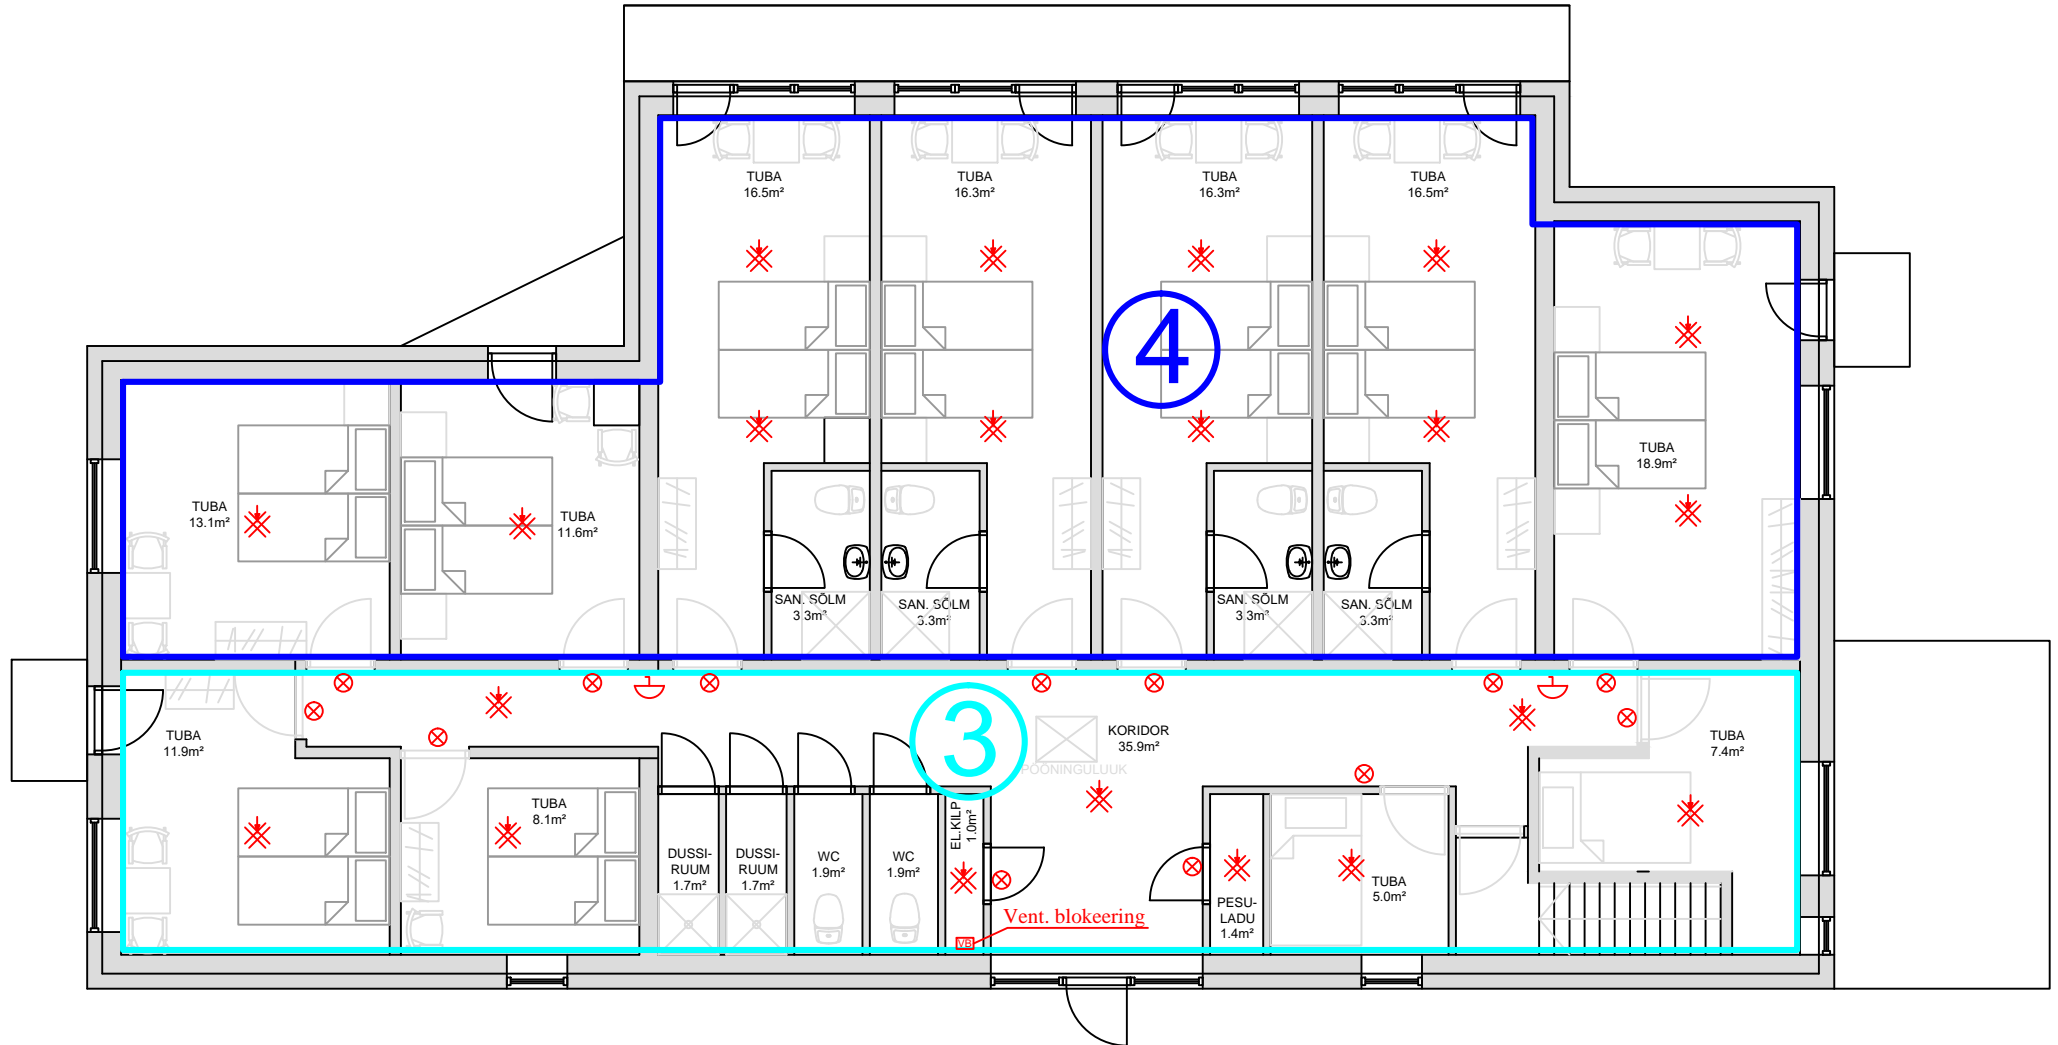 TUBA
16.5m²
TUBA
16.3m²
TUBA
16.3m²
TUBA
16.5m²
4
TUBA
18.9m²
TUBA
13.1m²
TUBA
11.6m²
SAN. SÕLM
3.3m²
SAN. SÕLM
3.3m²
SAN. SÕLM
3.3m²
SAN. SÕLM
3.3m²
3
TUBA
11.9m²
KORIDOR
35.9m²
PÖÖNINGULUUK
TUBA
7.4m²
TUBA
8.1m²
EL.KILP
1.0m²
DUSSI-
RUUM
1.7m²
DUSSI-
RUUM
1.7m²
WC
1.9m²
WC
1.9m²
PESU-
LADU
1.4m²
TUBA
5.0m²
Vent. blokeering
VB